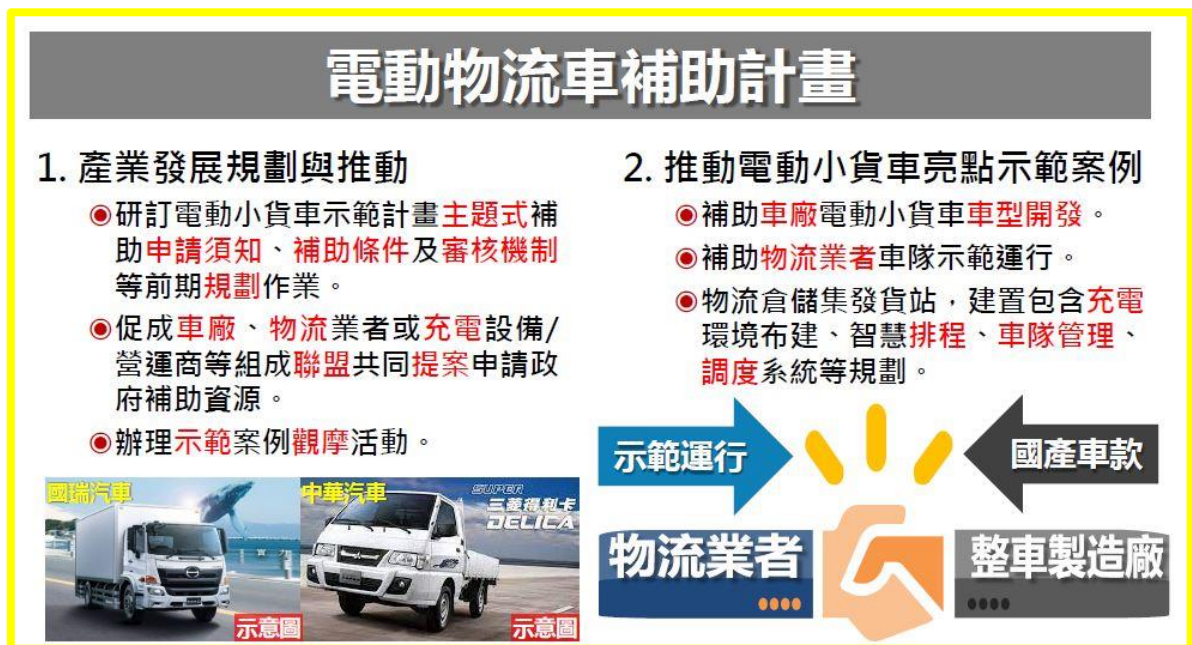 電動物流車補助計畫
1. 產業發展規劃與推動
◉研訂電動小貨車示範計畫主題式補
助申請須知、補助條件及審核機制
等前期規劃作業。
◉促成車廠、物流業者或充電設備/
營運商等組成聯盟共同提案申請政
府補助資源。
◉辦理示範案例觀摩活動。
國瑞汽車
示意圖
中華汽車
SUPER
三菱得利卡
DELICA
示意圖
2. 推動電動小貨車亮點示範案例
◉補助車廠電動小貨車車型開發。
◉補助物流業者車隊示範運行。
◉物流倉儲集發貨站，建置包含充電
環境布建、智慧排程、車隊管理、
調度系統等規劃。
示範運行
國產車款
物流業者
整車製造廠